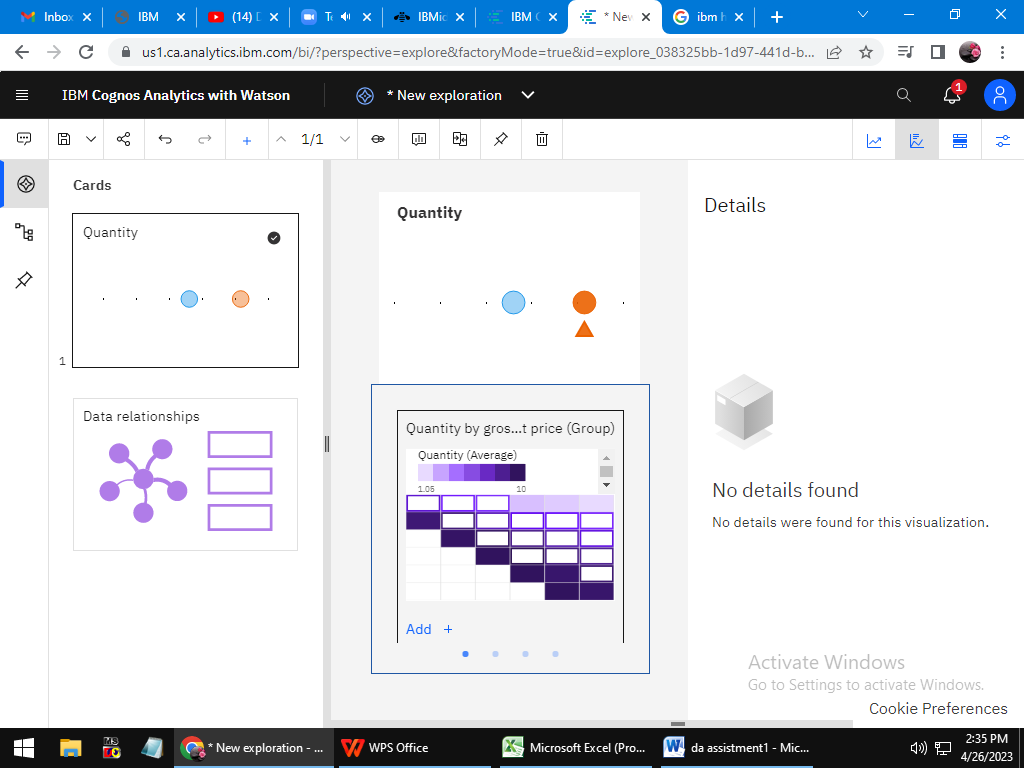 Inbox
IBM
(14) D
To
IBMic
IBM C
* New
ibm h
us1.ca.analytics.ibm.com/bi/?perspective=explore&factoryMode=true&id=explore_038325bb-1d97-441d-b...
IBM Cognos Analytics with Watson
* New exploration
1
1/1
Cards
Quantity
1
Data relationships
Quantity
Quantity by gros...t price (Group)
Quantity (Average)
1.06 10
Add +
Details
No details found
No details were found for this visualization.
Activate Windows
Go to Settings to activate Windows.
Cookie Preferences
* New exploration - ...
WPS Office
Microsoft Excel (Pro...
da assistment1 - Mic...
2:35 PM
4/26/2023